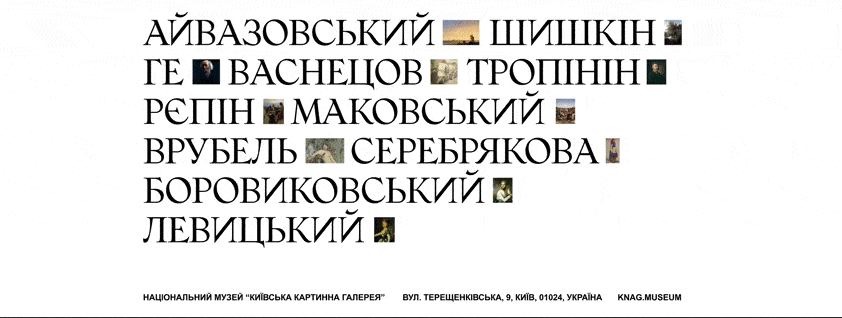 АЙВАЗОВСЬКИЙ ШИШКІН
ГЕ ВАСНЕЦОВ ТРОПІНІН
РЄПІН МАКОВСЬКИЙ
ВРУБЕЛЬ СЕРЕБРЯКОВА
БОРОВИКОВСЬКИЙ
ЛЕВИЦЬКИЙ
НАЦІОНАЛЬНИЙ МУЗЕЙ “КИЇВСЬКА КАРТИННА ГАЛЕРЕЯ” ВУЛ. ТЕРЕЩЕНКІВСЬКА, 9, КИЇВ, 01024, УКРАЇНА KNAG.MUSEUM